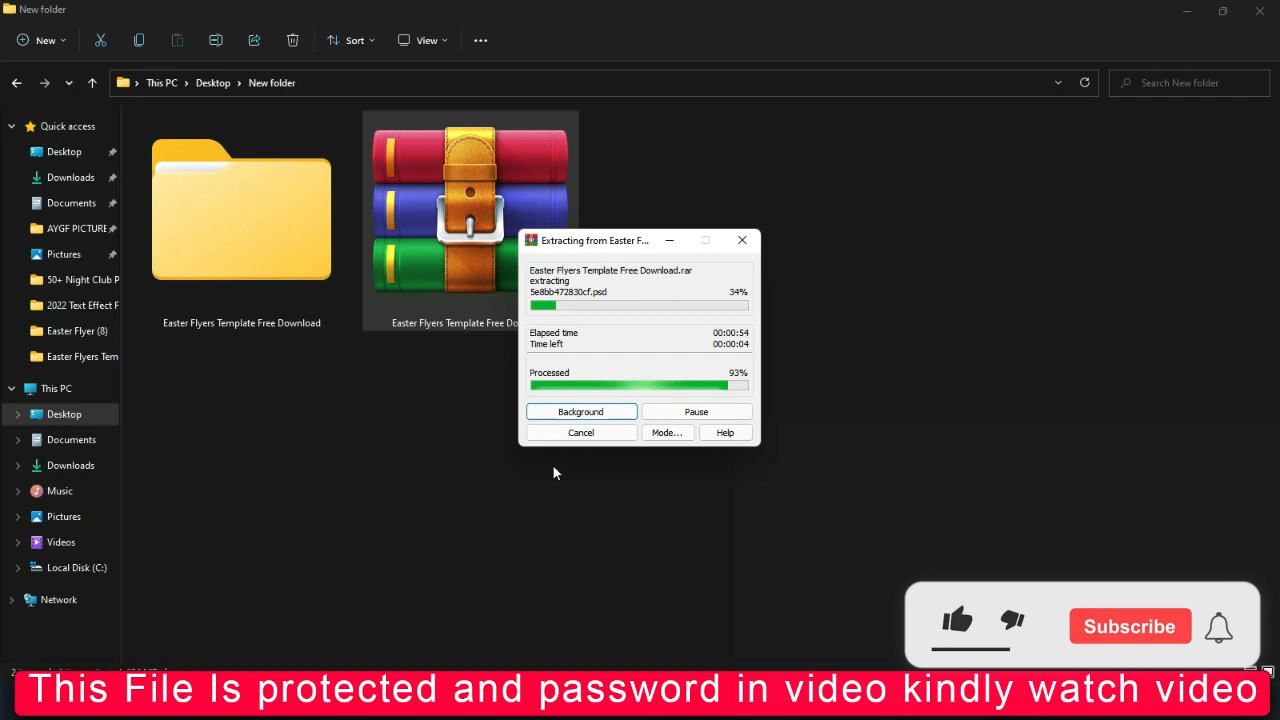 New folder
New
Sort
View
This PC
Desktop
New folder
Search New folder
Quick access
Desktop
Downloads
Documents
AYGF PICTURE
Pictures
50+ Night Club P
2022 Text Effect F
Easter Flyer (8)
Easter Flyers Tem
This PC
Desktop
Documents
Downloads
Music
Pictures
Videos
Local Disk (C:)
Network
Easter Flyers Template Free Download
Easter Flyers Template Free Do
Extracting from Easter F...
Easter Flyers Template Free Download.rar
extracting
5e8bb472830cf.psd 34%
Elapsed time 00:00:54
Time left 00:00:04
Processed 93%
Background Pause
Cancel Mode... Help
Subscribe
This File Is protected and password in video kindly watch video